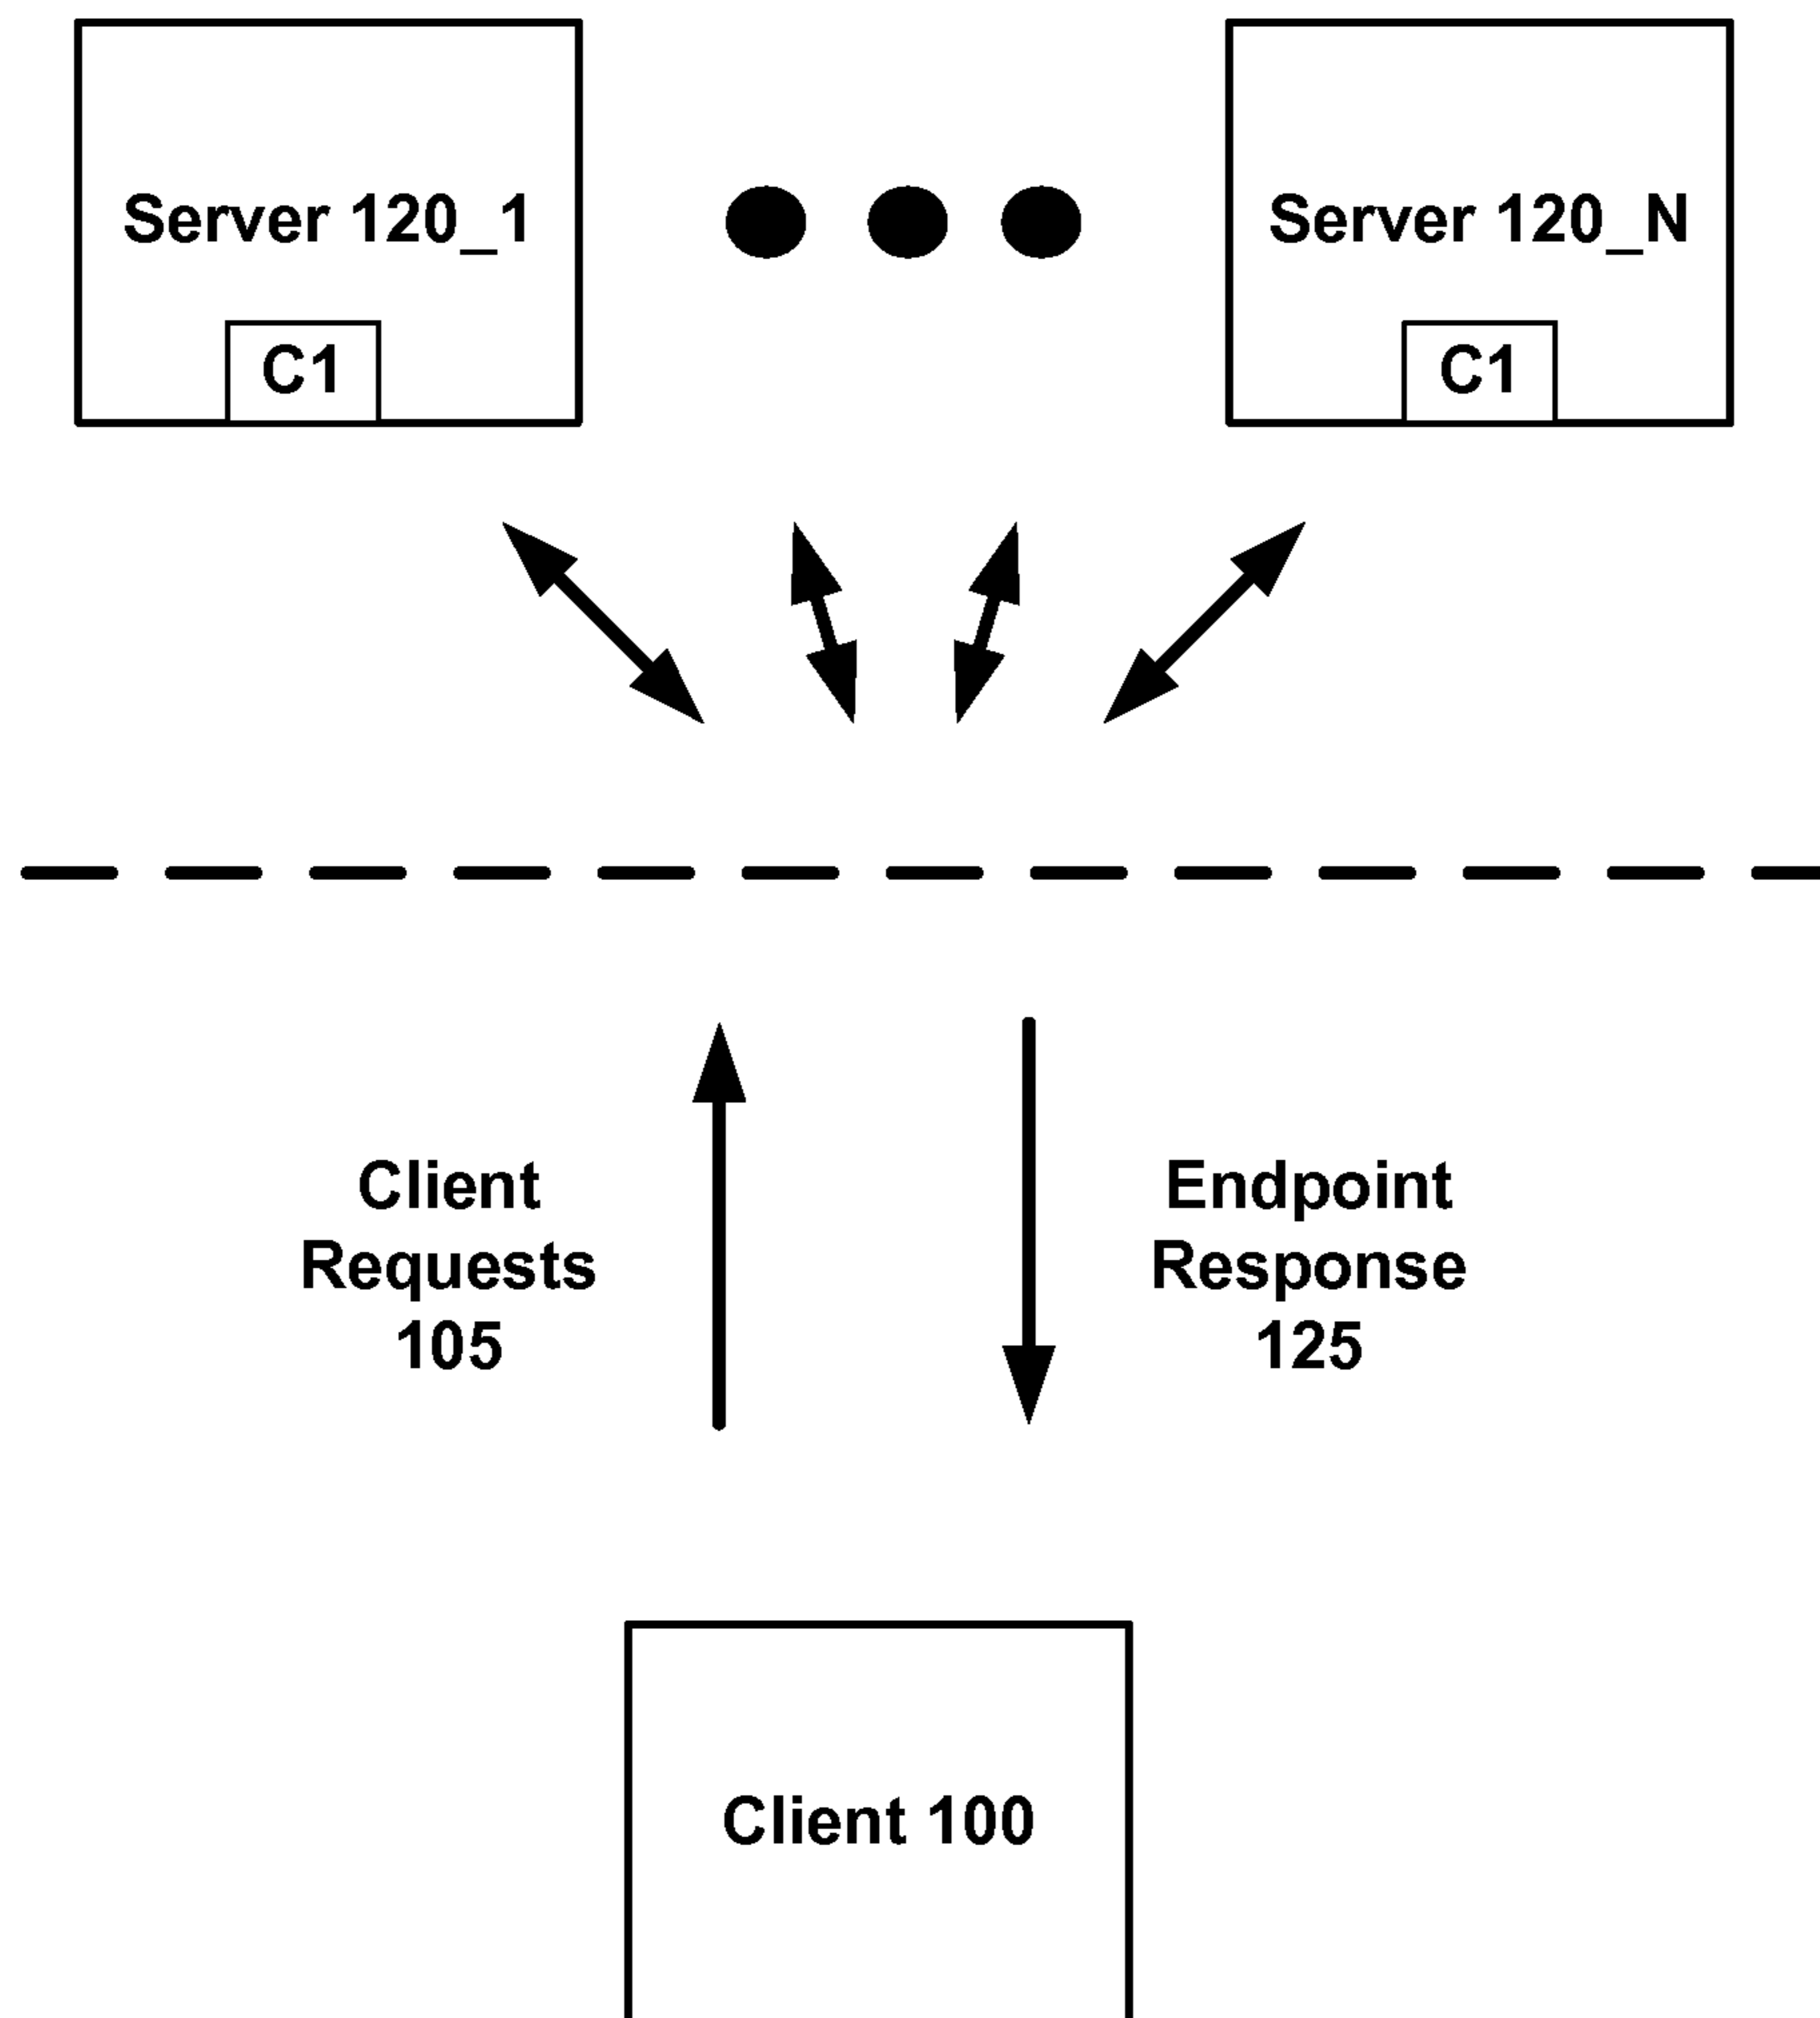 Server 120_1
Server 120_N
C1
C1
Client
Requests
105
Endpoint
Response
125
Client 100